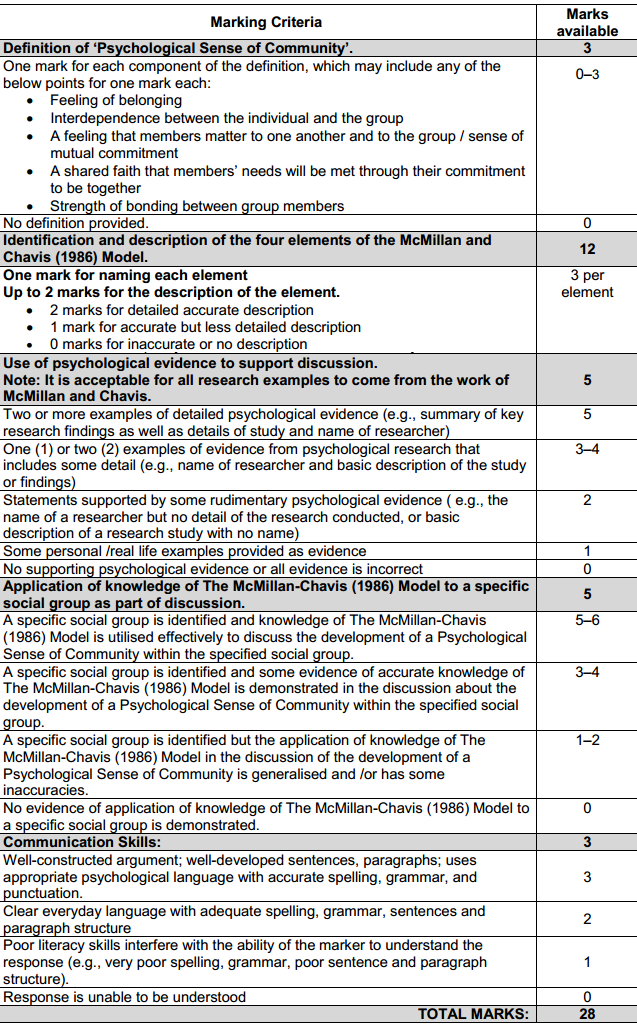 Marking Criteria
Marks
available
Definition of ‘Psychological Sense of Community’.
3
One mark for each component of the definition, which may include any of the
below points for one mark each:
• Feeling of belonging
• Interdependence between the individual and the group
• A feeling that members matter to one another and to the group / sense of
mutual commitment
• A shared faith that members’ needs will be met through their commitment
to be together
• Strength of bonding between group members
0–3
No definition provided.
0
Identification and description of the four elements of the McMillan and
Chavis (1986) Model.
12
One mark for naming each element
Up to 2 marks for the description of the element.
• 2 marks for detailed accurate description
• 1 mark for accurate but less detailed description
• 0 marks for inaccurate or no description
3 per
element
Use of psychological evidence to support discussion.
Note: It is acceptable for all research examples to come from the work of
McMillan and Chavis.
5
Two or more examples of detailed psychological evidence (e.g., summary of key
research findings as well as details of study and name of researcher)
5
One (1) or two (2) examples of evidence from psychological research that
includes some detail (e.g., name of researcher and basic description of the study
or findings)
3–4
Statements supported by some rudimentary psychological evidence ( e.g., the
name of a researcher but no detail of the research conducted, or basic
description of a research study with no name)
2
Some personal /real life examples provided as evidence
1
No supporting psychological evidence or all evidence is incorrect
0
Application of knowledge of The McMillan-Chavis (1986) Model to a specific
social group as part of discussion.
5
A specific social group is identified and knowledge of The McMillan-Chavis
(1986) Model is utilised effectively to discuss the development of a Psychological
Sense of Community within the specified social group.
5–6
A specific social group is identified and some evidence of accurate knowledge of
The McMillan-Chavis (1986) Model is demonstrated in the discussion about the
development of a Psychological Sense of Community within the specified social
group.
3–4
A specific social group is identified but the application of knowledge of The
McMillan-Chavis (1986) Model in the discussion of the development of a
Psychological Sense of Community is generalised and /or has some
inaccuracies.
1–2
No evidence of application of knowledge of The McMillan-Chavis (1986) Model to
a specific social group is demonstrated.
0
Communication Skills:
3
Well-constructed argument; well-developed sentences, paragraphs; uses
appropriate psychological language with accurate spelling, grammar, and
punctuation.
3
Clear everyday language with adequate spelling, grammar, sentences and
paragraph structure
2
Poor literacy skills interfere with the ability of the marker to understand the
response (e.g., very poor spelling, grammar, poor sentence and paragraph
structure).
1
Response is unable to be understood
0
TOTAL MARKS:
28